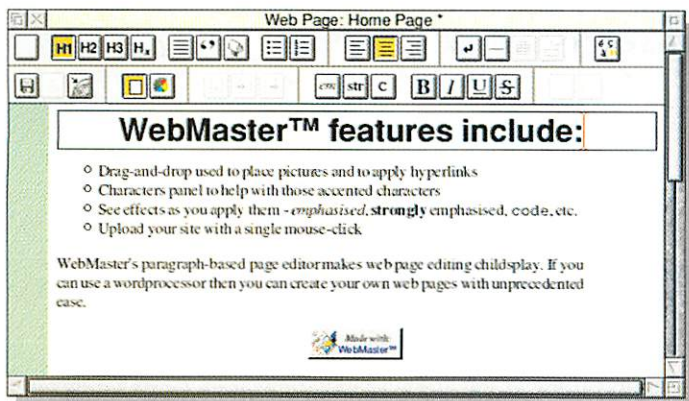 Web Page: Home Page *
H1 H2 H3 Hx
em str c B I U S
WebMaster™ features include:
Drag-and-drop used to place pictures and to apply hyperlinks
Characters panel to help with those accented characters
See effects as you apply them - emphasised, strongly emphasised, code, etc.
Upload your site with a single mouse-click
WebMaster's paragraph-based page editor makes web page editing childsplay. If you
can use a wordprocessor then you can create your own web pages with unprecedented
ease.
Made with
WebMaster™